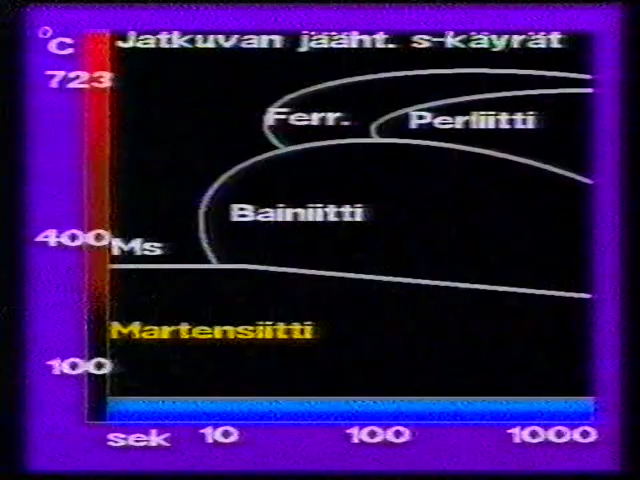 °C
Jatkuvan jääht. s-käyrät
723
Ferr. Perliitti
Bainiitti
400 Ms
Martensiitti
100
sek 10 100 1000